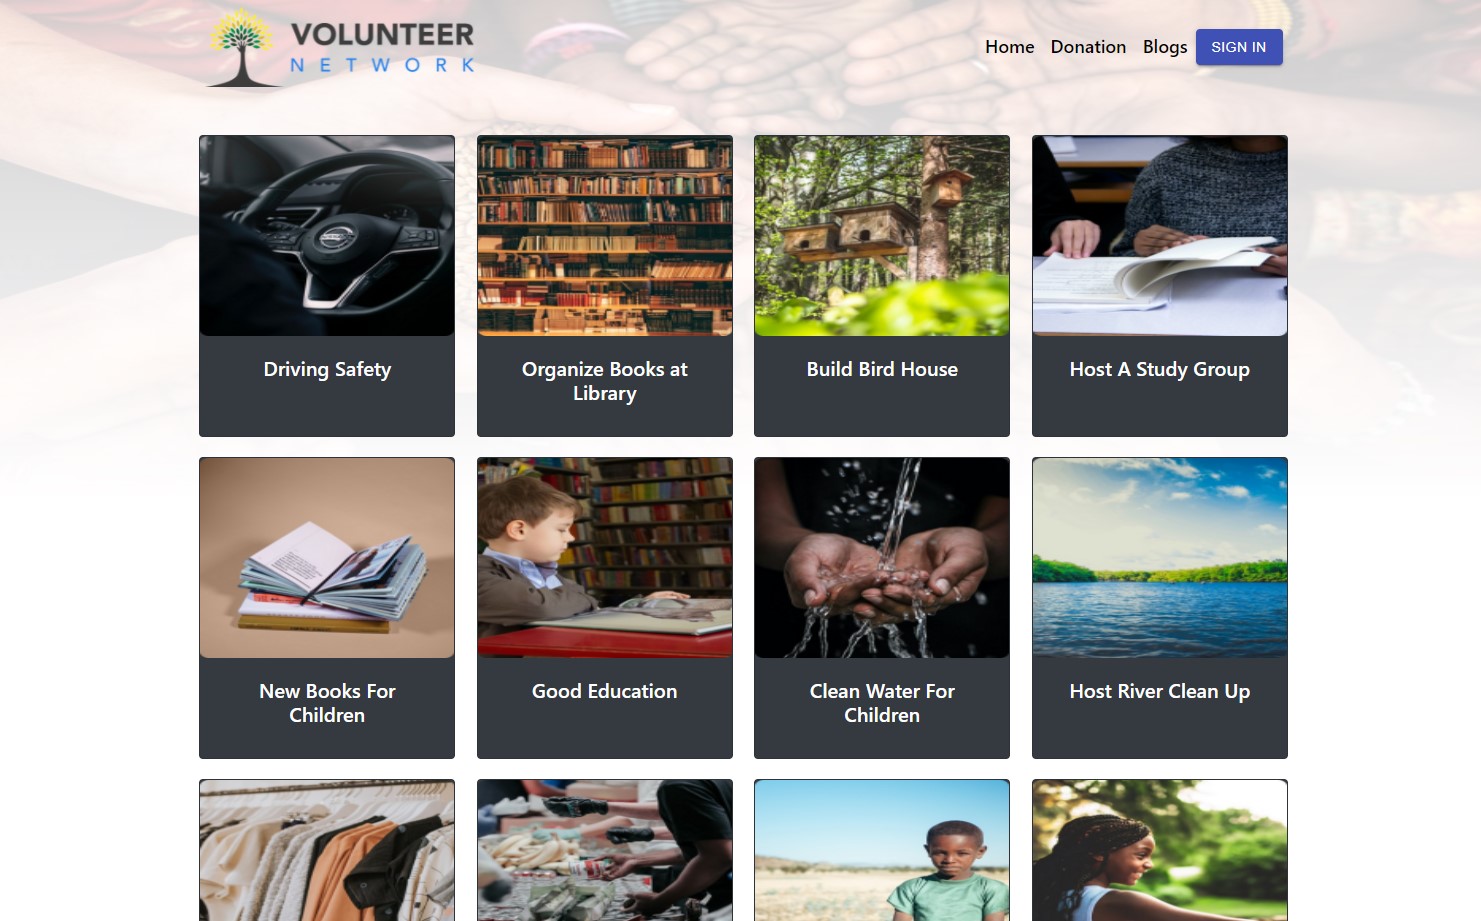 VOLUNTEER
NETWORK
Home Donation Blogs SIGN IN
Driving Safety
Organize Books at
Library
Build Bird House
Host A Study Group
New Books For
Children
Good Education
Clean Water For
Children
Host River Clean Up